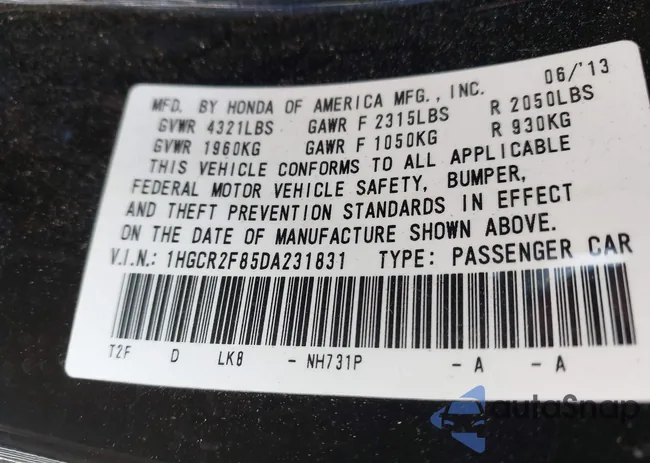 MFD. BY HONDA OF AMERICA MFG., INC. 06/'13
GVWR 4321LBS GAWR F 2315LBS R 2050LBS
GVWR 1960KG GAWR F 1050KG R 930KG
THIS VEHICLE CONFORMS TO ALL APPLICABLE
FEDERAL MOTOR VEHICLE SAFETY, BUMPER,
AND THEFT PREVENTION STANDARDS IN EFFECT
ON THE DATE OF MANUFACTURE SHOWN ABOVE.
V.I.N.: 1HGCR2F85DA231831 TYPE: PASSENGER CAR
T2F D LK8 - NH731P - A - A
autoSnap